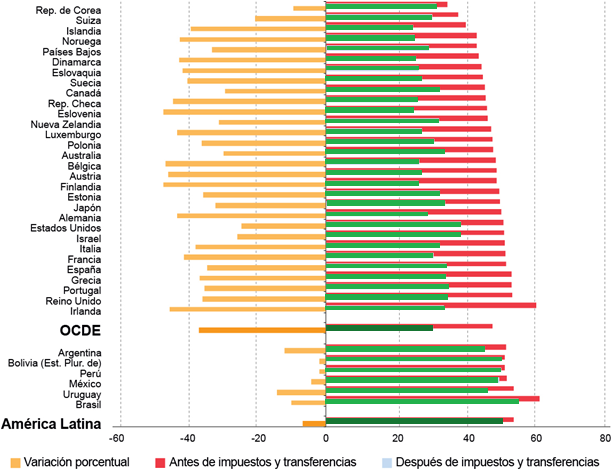 Rep. de Corea
Suiza
Islandia
Noruega
Países Bajos
Dinamarca
Eslovaquia
Suecia
Canadá
Rep. Checa
Eslovenia
Nueva Zelandia
Luxemburgo
Polonia
Australia
Bélgica
Austria
Finlandia
Estonia
Japón
Alemania
Estados Unidos
Israel
Italia
Francia
España
Grecia
Portugal
Reino Unido
Irlanda
OCDE
Argentina
Bolivia (Est. Plur. de)
Perú
México
Uruguay
Brasil
América Latina
-60 -40 -20 0 20 40 60 80
Variación porcentual Antes de impuestos y transferencias Después de impuestos y transferencias